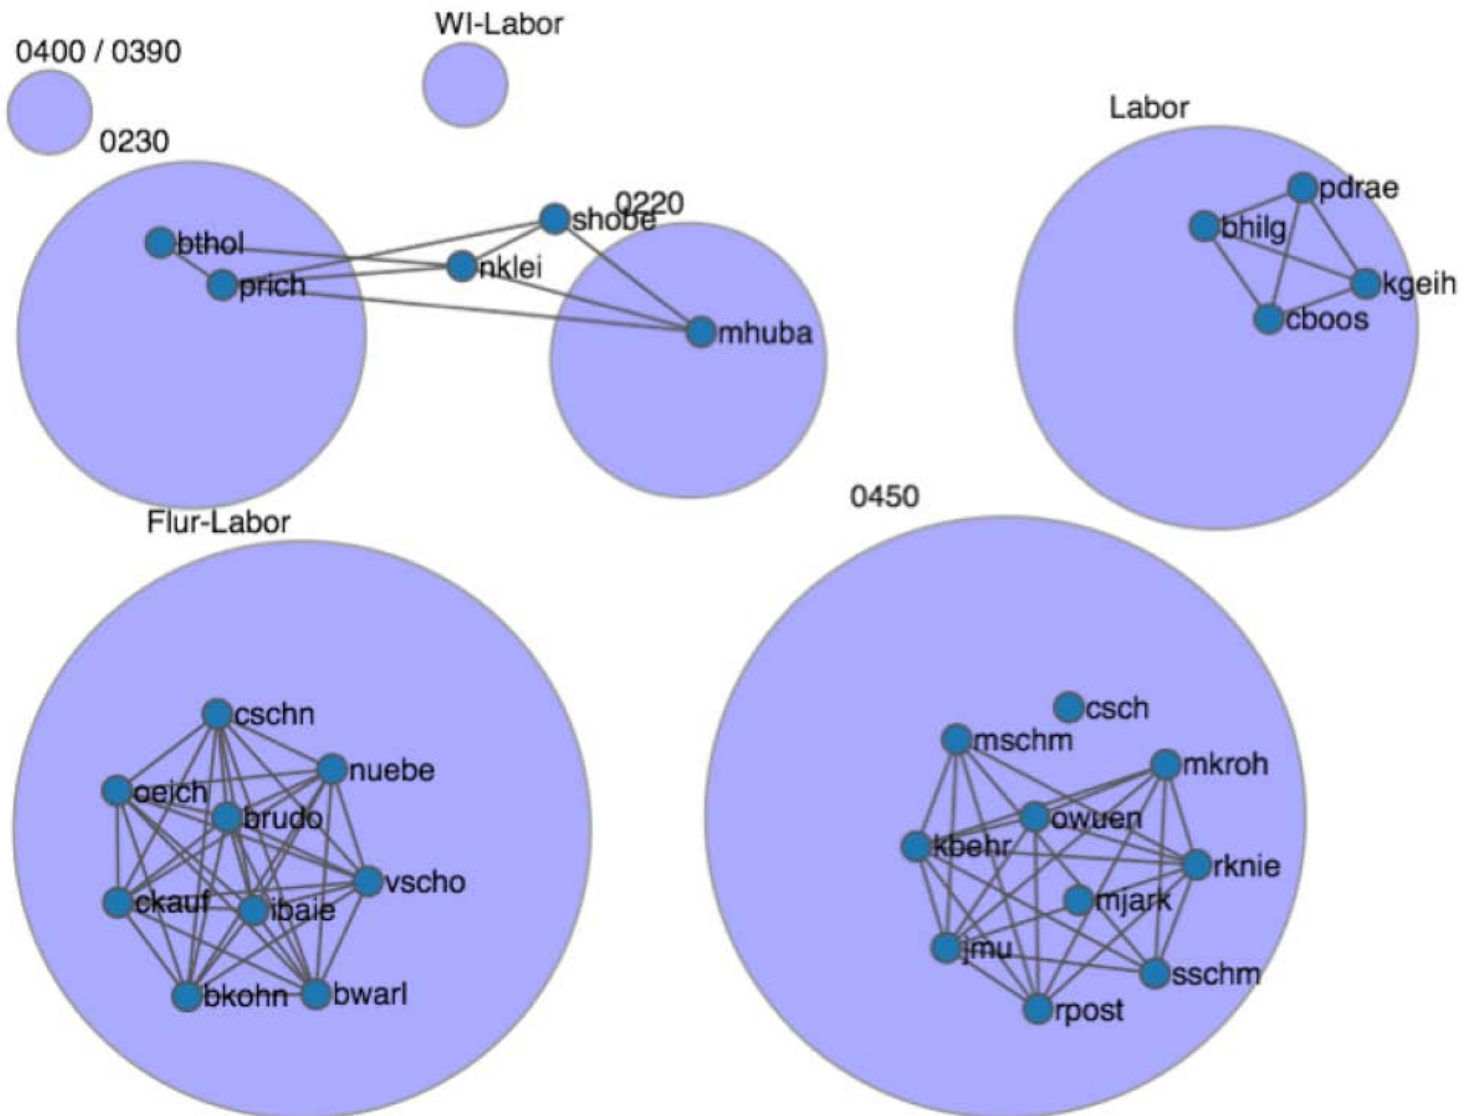 WI-Labor
0400 / 0390
Labor
0230
pdrae
0220
shobe
bhilg
bthol
nklei
prich
kgeih
cboos
mhuba
0450
Flur-Labor
csch
cschn
mschm
nuebe
mkroh
oeich
brudo
owuen
kbehr
rknie
vscho
ckauf
ibaie
mjark
jmu
sschm
bkohn
bwarl
rpost